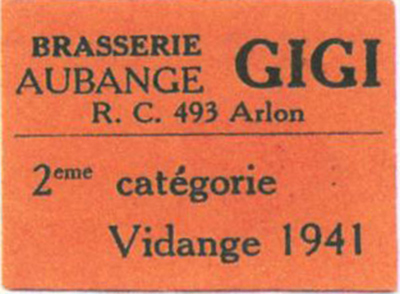 BRASSERIE GIGI
AUBANGE
R. C. 493 Arlon
2eme catégorie
Vidange 1941